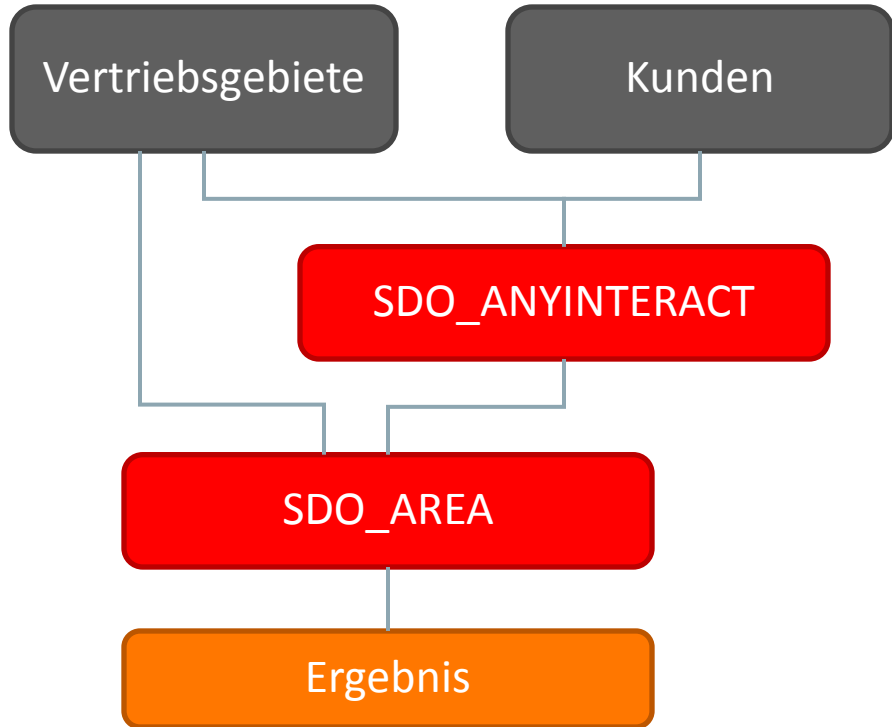 Vertriebsgebiete
Kunden
SDO_ANYINTERACT
SDO_AREA
Ergebnis